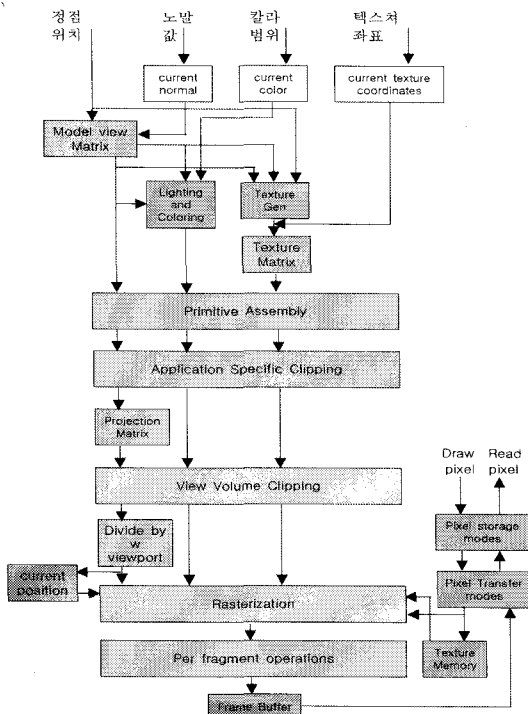 정점
위치
노말
값
칼라
범위
텍스쳐
좌표
current
normal
current
color
current texture
coordinates
Model view
Matrix
Lighting
and
Coloring
Texture
Gen
Texture
Matrix
Primitive Assembly
Application Specific Clipping
Projection
Matrix
Draw
pixel
Read
pixel
View Volume Clipping
Pixel storage
modes
Divide by
w
viewport
current
position
Pixel Transfer
modes
Rasterization
Texture
Memory
Per fragment operations
Frame Buffer